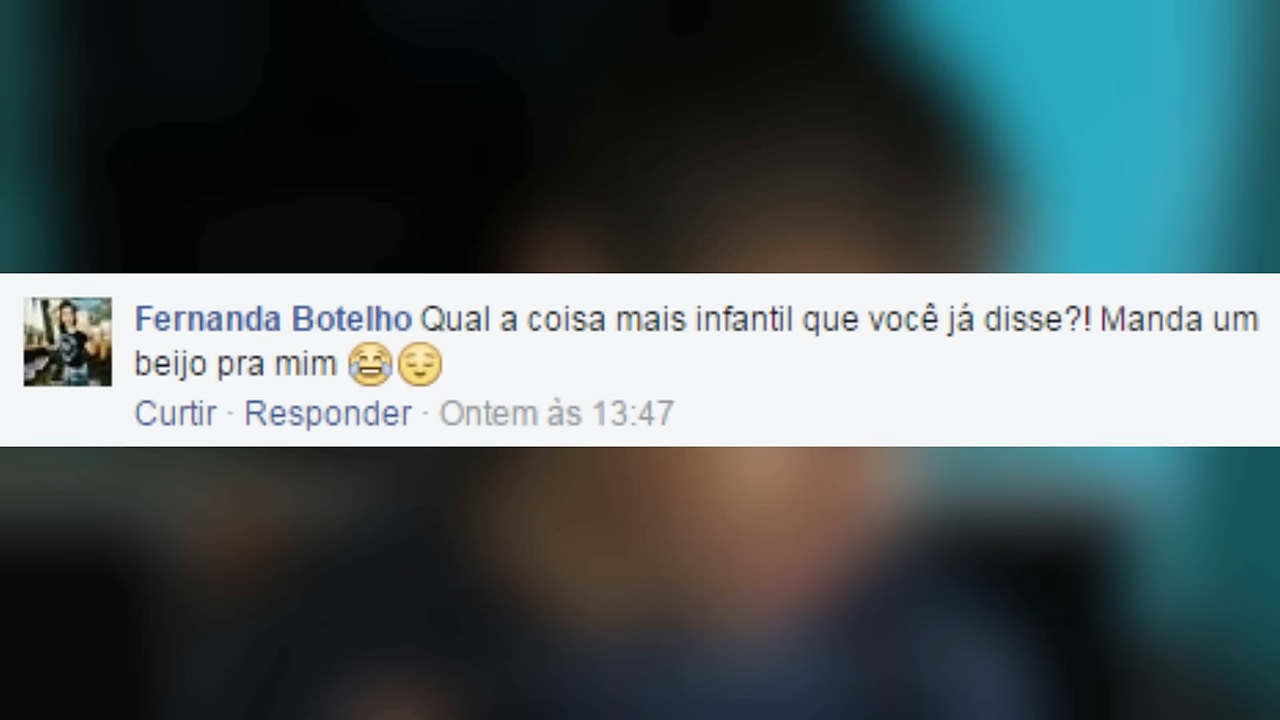 Fernanda Botelho Qual a coisa mais infantil que você já disse?! Manda um
beijo pra mim 😂😌
Curtir · Responder · Ontem às 13:47